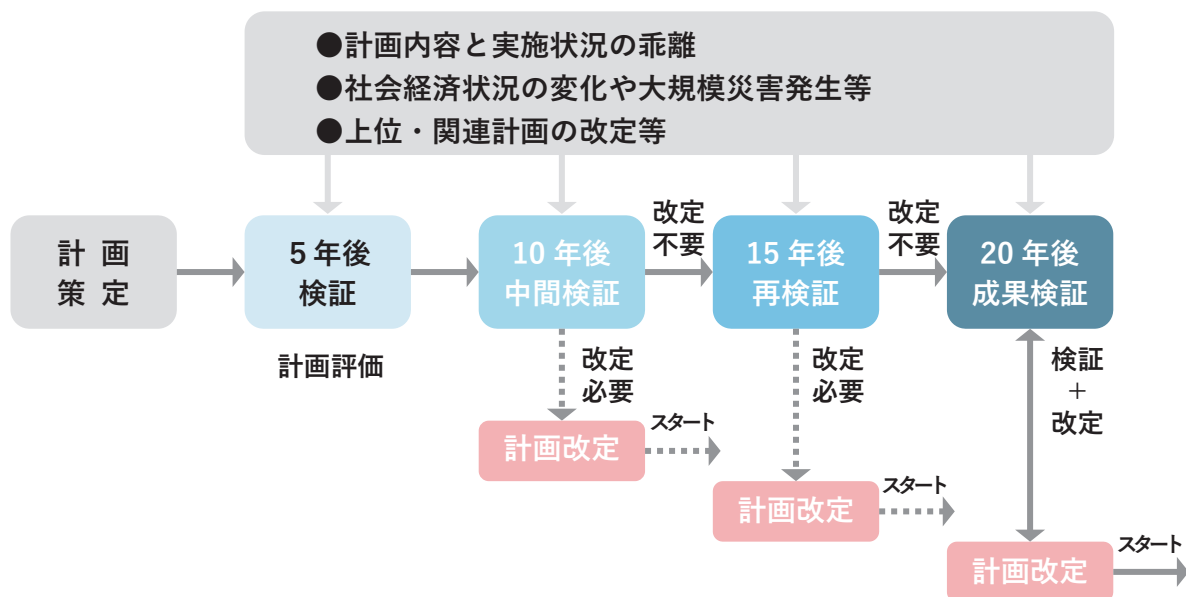 ●計画内容と実施状況の乖離
●社会経済状況の変化や大規模災害発生等
●上位・関連計画の改定等
計 画
策 定
5 年後
検証
計画評価
10 年後
中間検証
改定
不要
15 年後
再検証
改定
不要
20 年後
成果検証
改定
必要
計画改定
スタート
改定
必要
計画改定
スタート
検証
+
改定
計画改定
スタート